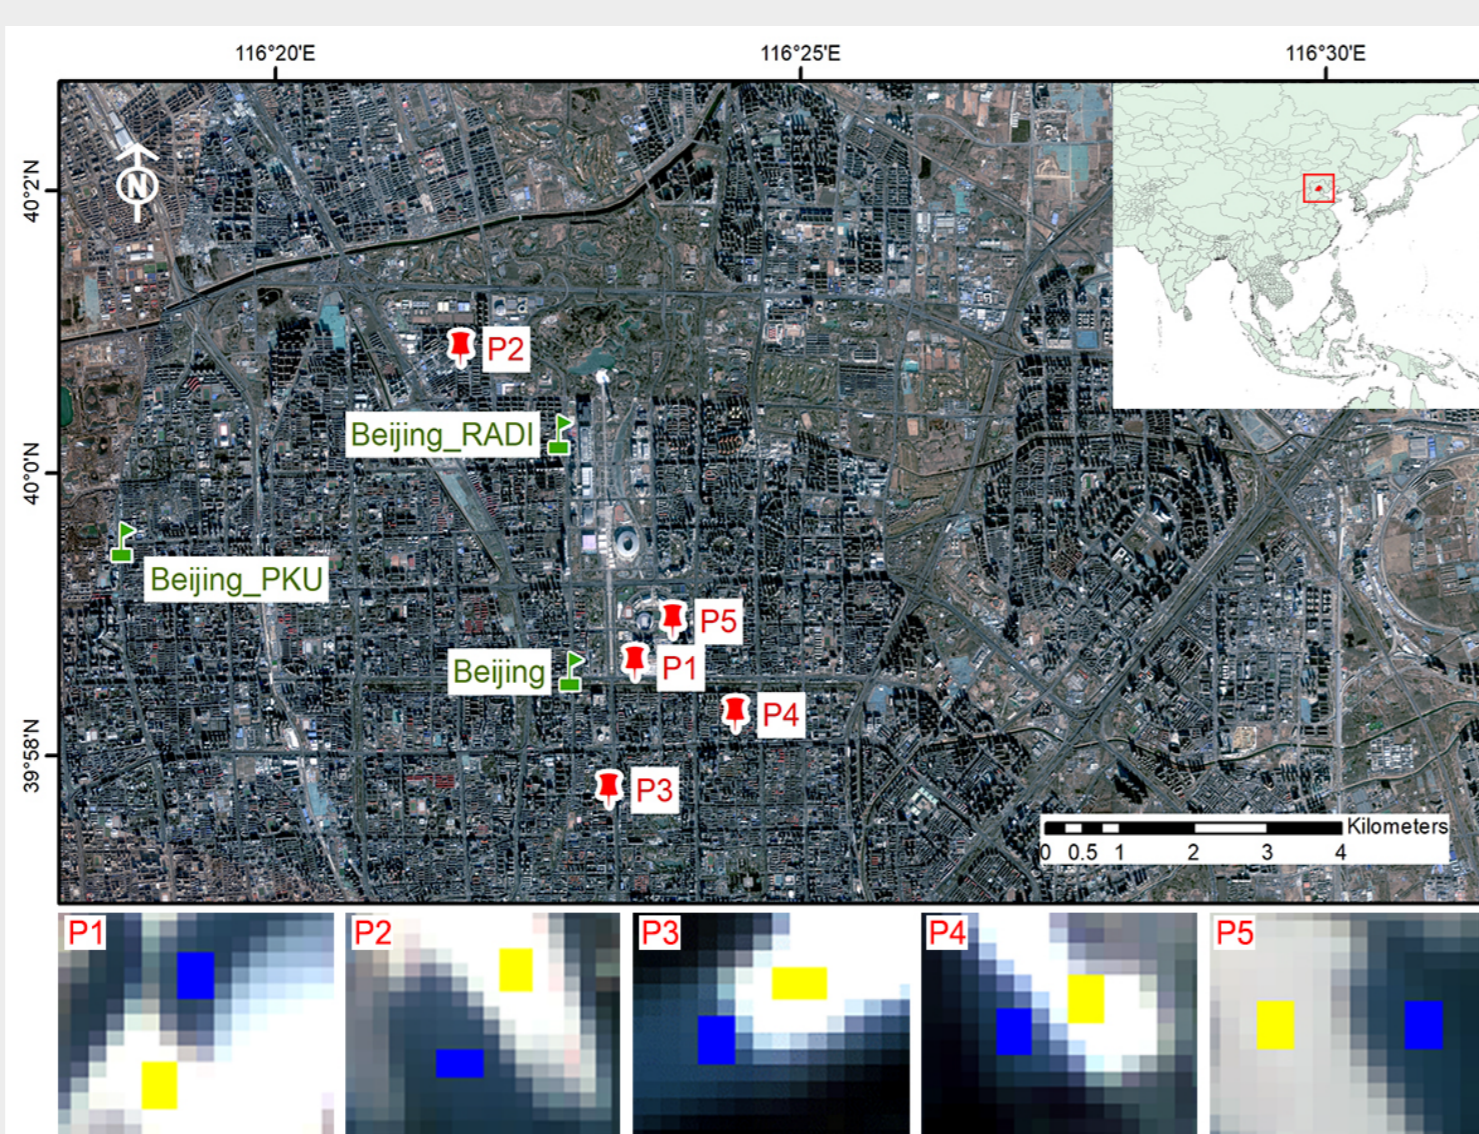 116°20'E
116°25'E
116°30'E
40°2'N
N
P2
Beijing_RADI
40°0'N
Beijing_PKU
P5
Beijing
P1
P4
39°58'N
P3
Kilometers
0 0.5 1 2 3 4
P1
P2
P3
P4
P5